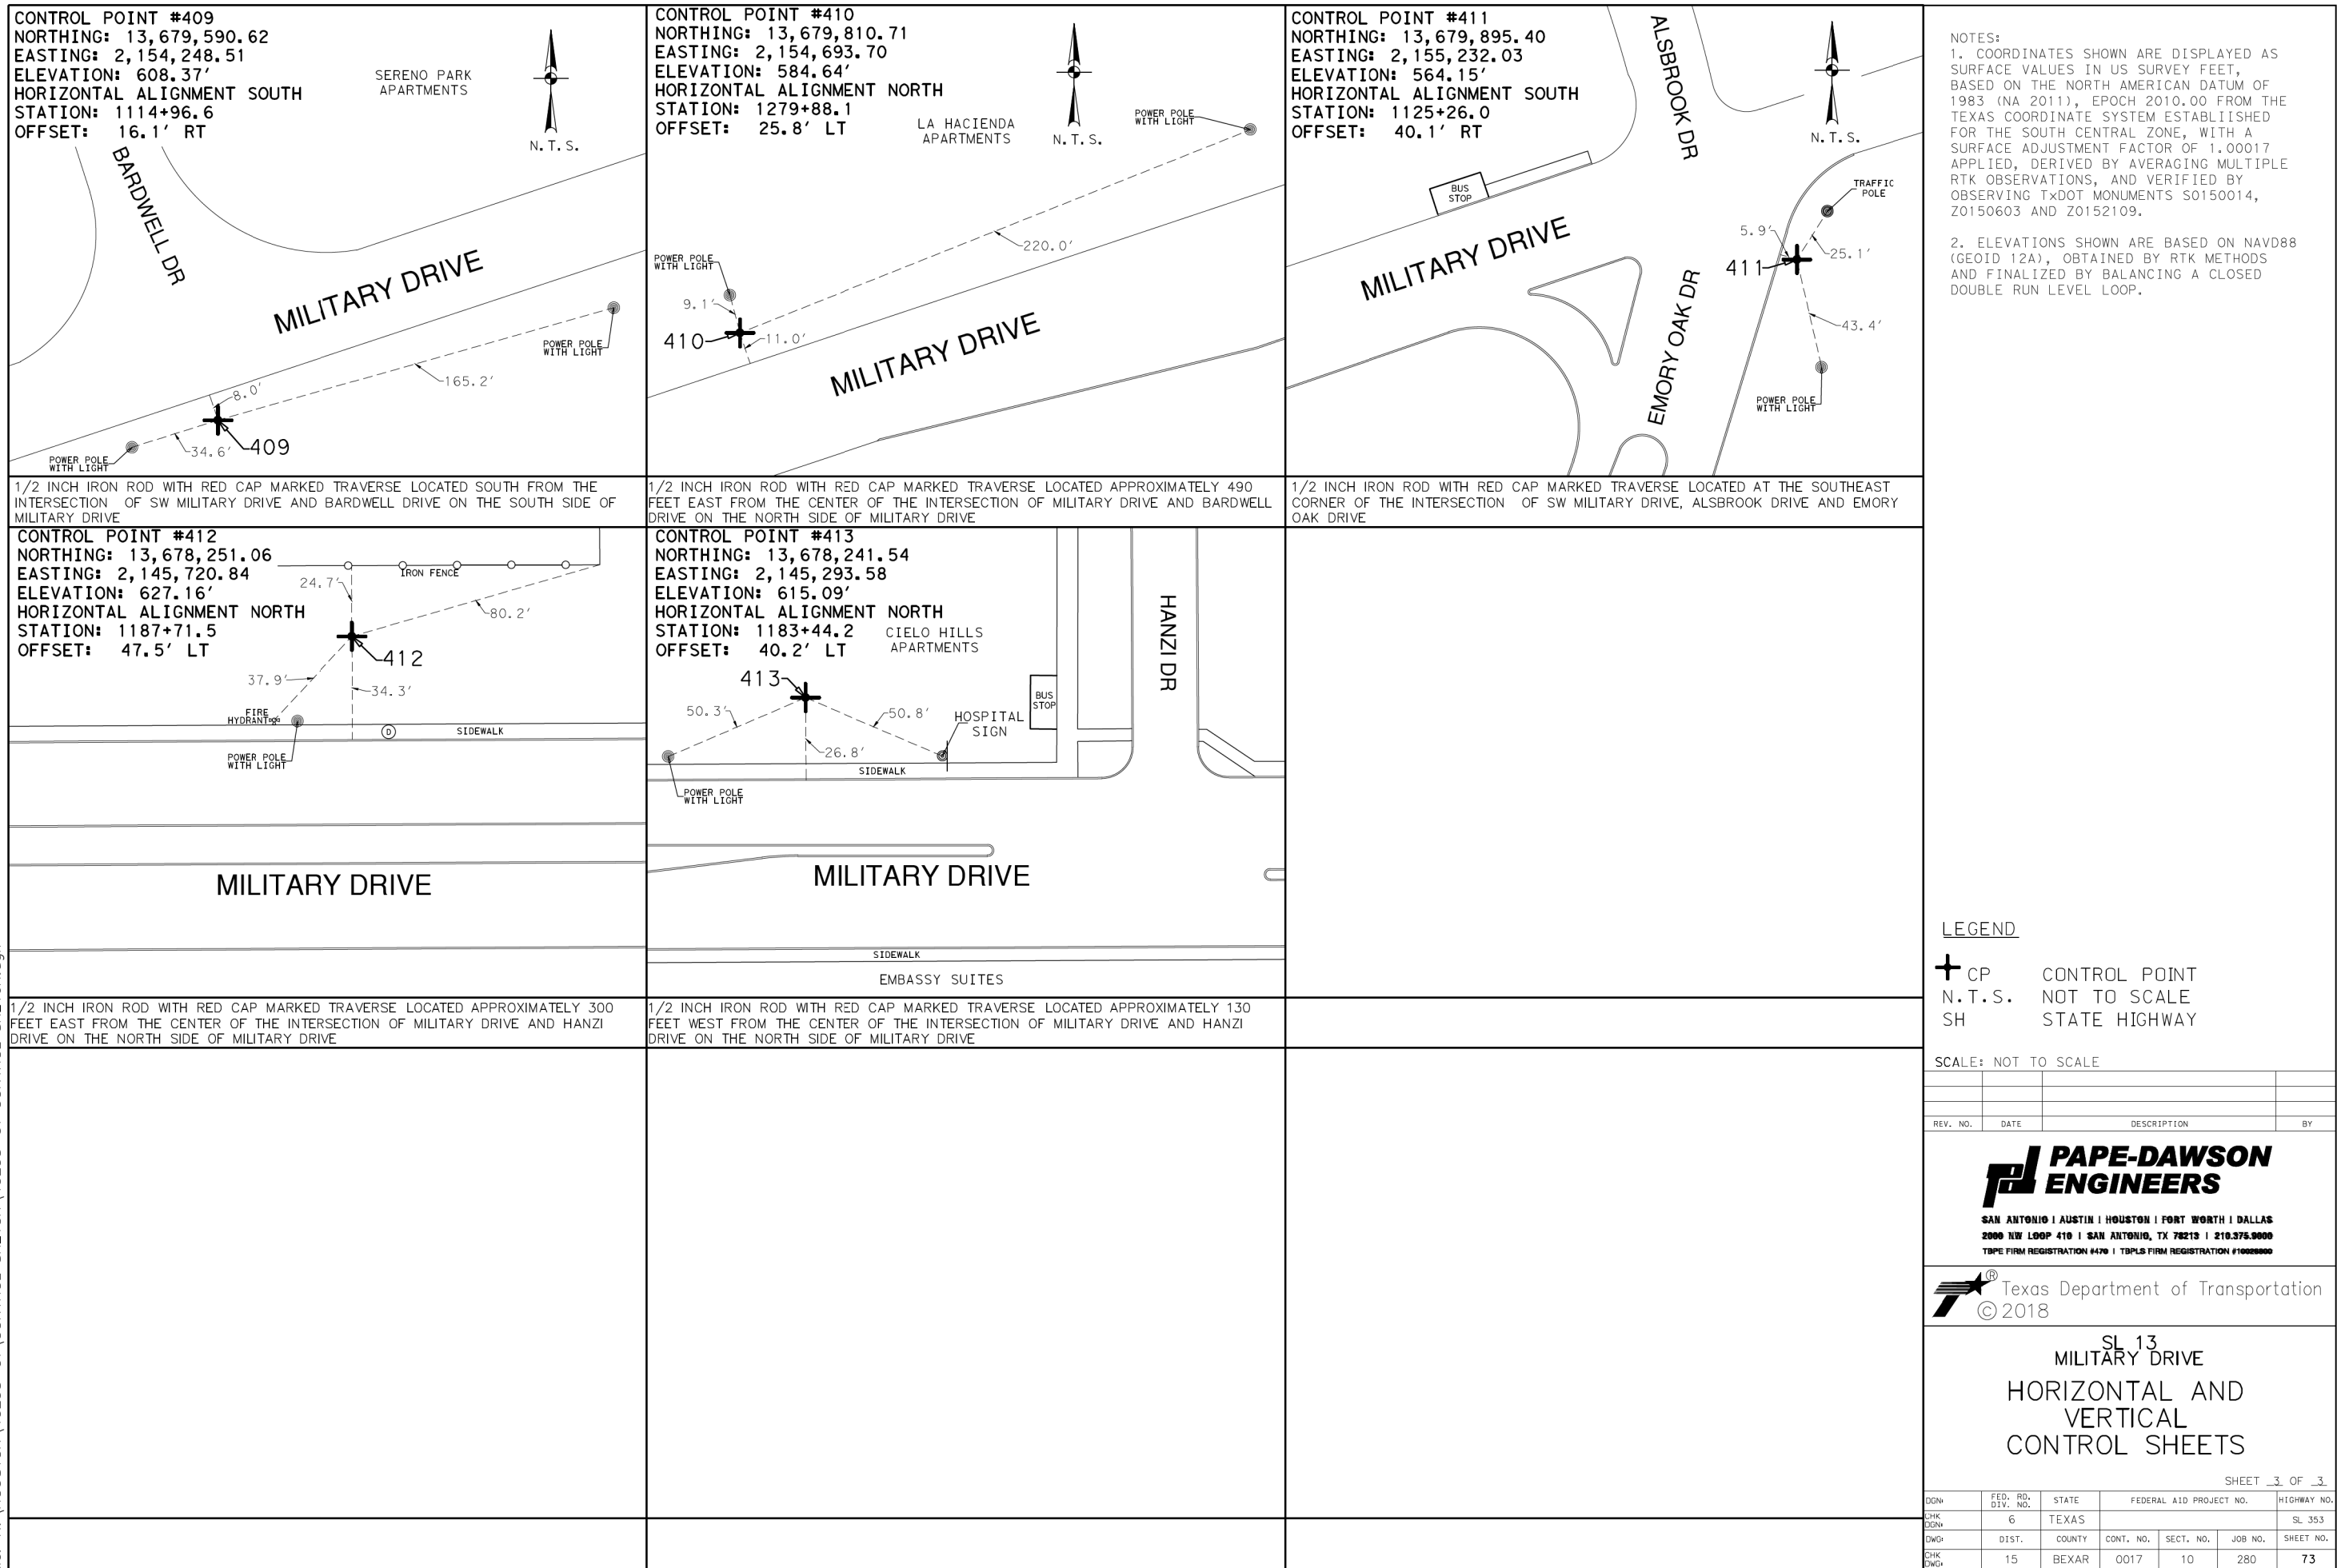 CONTROL POINT #409
NORTHING: 13,679,590.62
EASTING: 2,154,248.51
ELEVATION: 608.37'
HORIZONTAL ALIGNMENT SOUTH
STATION: 1114+96.6
OFFSET: 16.1' RT
SERENO PARK
APARTMENTS
N.T.S.
BARDWELL DR
MILITARY DRIVE
POWER POLE
WITH LIGHT
165.2'
8.0'
409
34.6'
POWER POLE
WITH LIGHT
1/2 INCH IRON ROD WITH RED CAP MARKED TRAVERSE LOCATED SOUTH FROM THE
INTERSECTION OF SW MILITARY DRIVE AND BARDWELL DRIVE ON THE SOUTH SIDE OF
MILITARY DRIVE
CONTROL POINT #410
NORTHING: 13,679,810.71
EASTING: 2,154,693.70
ELEVATION: 584.64'
HORIZONTAL ALIGNMENT NORTH
STATION: 1279+88.1
OFFSET: 25.8' LT
LA HACIENDA
APARTMENTS
N.T.S.
POWER POLE
WITH LIGHT
220.0'
POWER POLE
WITH LIGHT
9.1'
410
11.0'
MILITARY DRIVE
1/2 INCH IRON ROD WITH RED CAP MARKED TRAVERSE LOCATED APPROXIMATELY 490
FEET EAST FROM THE CENTER OF THE INTERSECTION OF MILITARY DRIVE AND BARDWELL
DRIVE ON THE NORTH SIDE OF MILITARY DRIVE
CONTROL POINT #411
NORTHING: 13,679,895.40
EASTING: 2,155,232.03
ELEVATION: 564.15'
HORIZONTAL ALIGNMENT SOUTH
STATION: 1125+26.0
OFFSET: 40.1' RT
ALSBROOK DR
N.T.S.
BUS
STOP
TRAFFIC
POLE
MILITARY DRIVE
5.9'
25.1'
411
EMORY OAK DR
43.4'
POWER POLE
WITH LIGHT
1/2 INCH IRON ROD WITH RED CAP MARKED TRAVERSE LOCATED AT THE SOUTHEAST
CORNER OF THE INTERSECTION OF SW MILITARY DRIVE, ALSBROOK DRIVE AND EMORY
OAK DRIVE
CONTROL POINT #412
NORTHING: 13,678,251.06
EASTING: 2,145,720.84
ELEVATION: 627.16'
HORIZONTAL ALIGNMENT NORTH
STATION: 1187+71.5
OFFSET: 47.5' LT
IRON FENCE
24.7'
80.2'
412
37.9'
34.3'
FIRE
HYDRANT
D
SIDEWALK
POWER POLE
WITH LIGHT
MILITARY DRIVE
1/2 INCH IRON ROD WITH RED CAP MARKED TRAVERSE LOCATED APPROXIMATELY 300
FEET EAST FROM THE CENTER OF THE INTERSECTION OF MILITARY DRIVE AND HANZI
DRIVE ON THE NORTH SIDE OF MILITARY DRIVE
CONTROL POINT #413
NORTHING: 13,678,241.54
EASTING: 2,145,293.58
ELEVATION: 615.09'
HORIZONTAL ALIGNMENT NORTH
STATION: 1183+44.2
OFFSET: 40.2' LT
CIELO HILLS
APARTMENTS
HANZI DR
413
BUS
STOP
50.3'
50.8'
HOSPITAL
SIGN
26.8'
SIDEWALK
POWER POLE
WITH LIGHT
MILITARY DRIVE
SIDEWALK
EMBASSY SUITES
1/2 INCH IRON ROD WITH RED CAP MARKED TRAVERSE LOCATED APPROXIMATELY 130
FEET WEST FROM THE CENTER OF THE INTERSECTION OF MILITARY DRIVE AND HANZI
DRIVE ON THE NORTH SIDE OF MILITARY DRIVE
NOTES:
1. COORDINATES SHOWN ARE DISPLAYED AS
SURFACE VALUES IN US SURVEY FEET,
BASED ON THE NORTH AMERICAN DATUM OF
1983 (NA 2011), EPOCH 2010.00 FROM THE
TEXAS COORDINATE SYSTEM ESTABLIISHED
FOR THE SOUTH CENTRAL ZONE, WITH A
SURFACE ADJUSTMENT FACTOR OF 1.00017
APPLIED, DERIVED BY AVERAGING MULTIPLE
RTK OBSERVATIONS, AND VERIFIED BY
OBSERVING TxDOT MONUMENTS S0150014,
Z0150603 AND Z0152109.
2. ELEVATIONS SHOWN ARE BASED ON NAVD88
(GEOID 12A), OBTAINED BY RTK METHODS
AND FINALIZED BY BALANCING A CLOSED
DOUBLE RUN LEVEL LOOP.
LEGEND
CP CONTROL POINT
N.T.S. NOT TO SCALE
SH STATE HIGHWAY
SCALE: NOT TO SCALE
REV. NO. DATE DESCRIPTION BY
PAPE-DAWSON
ENGINEERS
SAN ANTONIO | AUSTIN | HOUSTON | FORT WORTH | DALLAS
2000 NW LOOP 410 | SAN ANTONIO, TX 78213 | 210.375.9000
TBPE FIRM REGISTRATION #470 | TBPLS FIRM REGISTRATION #10028800
® Texas Department of Transportation
© 2018
SL 13
MILITARY DRIVE
HORIZONTAL AND
VERTICAL
CONTROL SHEETS
SHEET 3 OF 3
DGN: FED. RD. DIV. NO. STATE FEDERAL AID PROJECT NO. HIGHWAY NO.
CHK DGN: 6 TEXAS SL 353
DWG: DIST. COUNTY CONT. NO. SECT. NO. JOB NO. SHEET NO.
CHK DWG: 15 BEXAR 0017 10 280 73